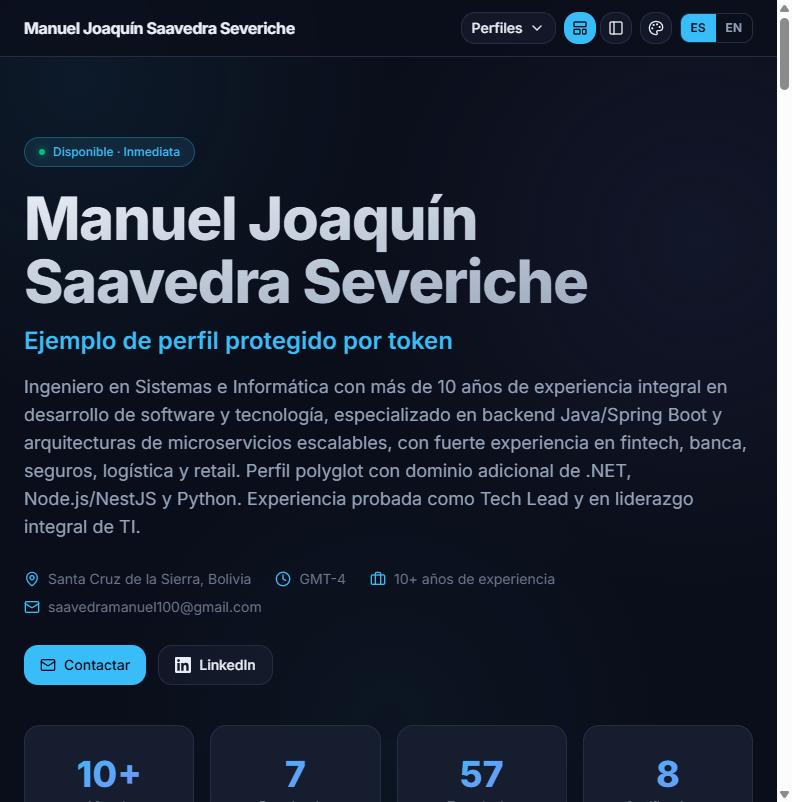 Manuel Joaquín Saavedra Severiche
Perfiles
ES EN
Disponible · Inmediata
Manuel Joaquín
Saavedra Severiche
Ejemplo de perfil protegido por token
Ingeniero en Sistemas e Informática con más de 10 años de experiencia integral en
desarrollo de software y tecnología, especializado en backend Java/Spring Boot y
arquitecturas de microservicios escalables, con fuerte experiencia en fintech, banca,
seguros, logística y retail. Perfil polyglot con dominio adicional de .NET,
Node.js/NestJS y Python. Experiencia probada como Tech Lead y en liderazgo
integral de TI.
Santa Cruz de la Sierra, Bolivia GMT-4 10+ años de experiencia
saavedramanuel100@gmail.com
Contactar LinkedIn
10+ 7 57 8